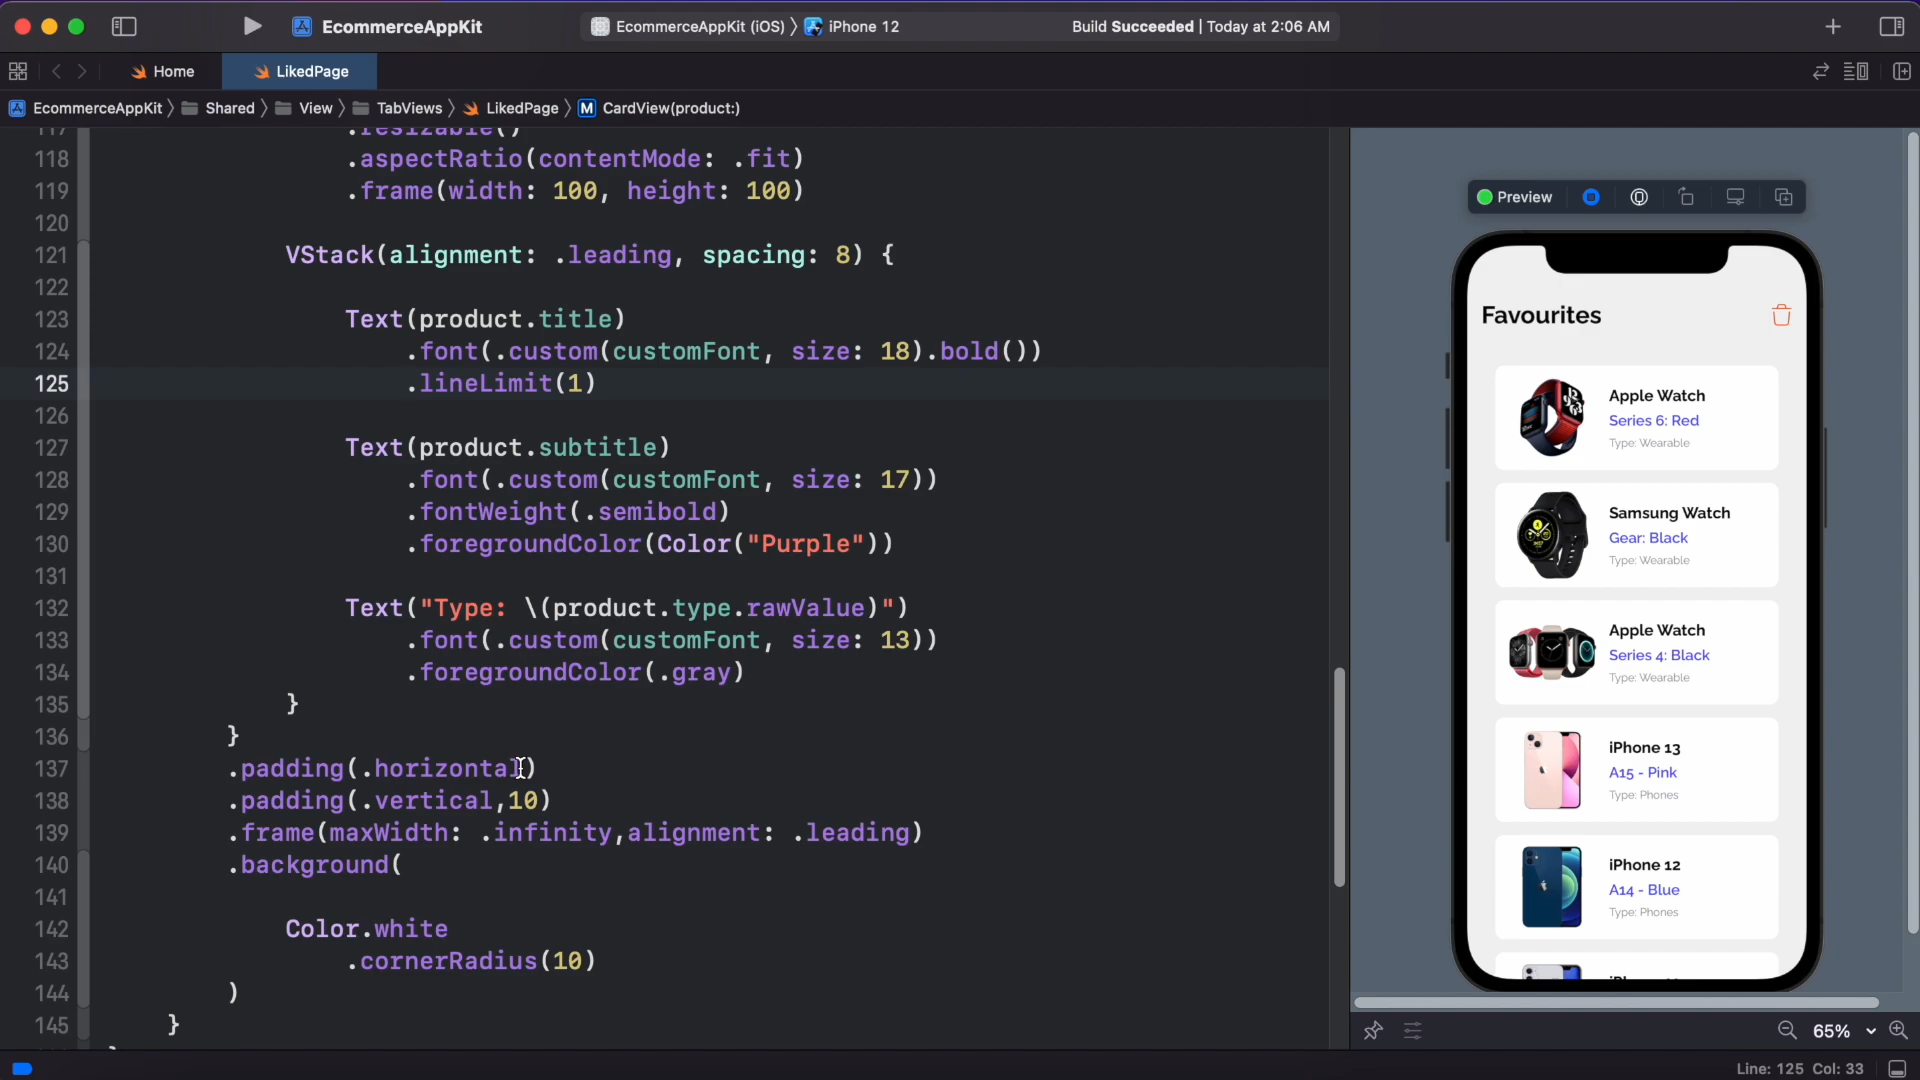 EcommerceAppKit
EcommerceAppKit (iOS) 〉 iPhone 12
Build Succeeded | Today at 2:06 AM
Home
LikedPage
EcommerceAppKit 〉 Shared 〉 View 〉 TabViews 〉 LikedPage 〉 M CardView(product:)
117 .resizable()
118 .aspectRatio(contentMode: .fit)
119 .frame(width: 100, height: 100)
120
121 VStack(alignment: .leading, spacing: 8) {
122
123 Text(product.title)
124 .font(.custom(customFont, size: 18).bold())
125 .lineLimit(1)
126
127 Text(product.subtitle)
128 .font(.custom(customFont, size: 17))
129 .fontWeight(.semibold)
130 .foregroundColor(Color("Purple"))
131
132 Text("Type: \(product.type.rawValue)")
133 .font(.custom(customFont, size: 13))
134 .foregroundColor(.gray)
135 }
136 }
137 .padding(.horizontal)
138 .padding(.vertical,10)
139 .frame(maxWidth: .infinity,alignment: .leading)
140 .background(
141
142 Color.white
143 .cornerRadius(10)
144 )
145 }
Preview
Favourites
Apple Watch
Series 6: Red
Type: Wearable
Samsung Watch
Gear: Black
Type: Wearable
Apple Watch
Series 4: Black
Type: Wearable
iPhone 13
A15 - Pink
Type: Phones
iPhone 12
A14 - Blue
Type: Phones
65%
Line: 125 Col: 33